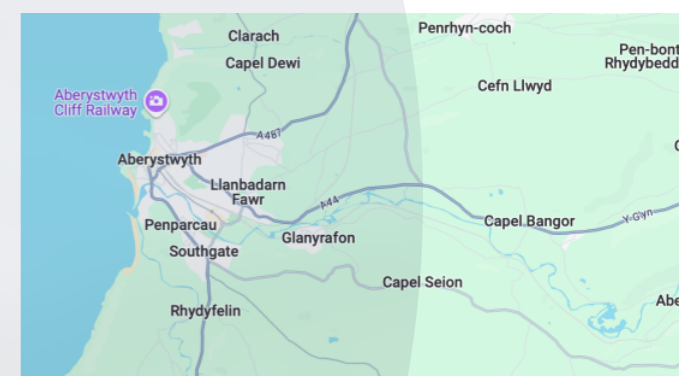 Clarach
Penrhyn-coch
Pen-bont
Rhydybedd
Capel Dewi
Cefn Llwyd
Aberystwyth
Cliff Railway
A487
Aberystwyth
Llanbadarn
Fawr
A44
Penparcau
Glanyrafon
Capel Bangor
Y-Gyn
Southgate
Capel Seion
Abe
Rhydyfelin